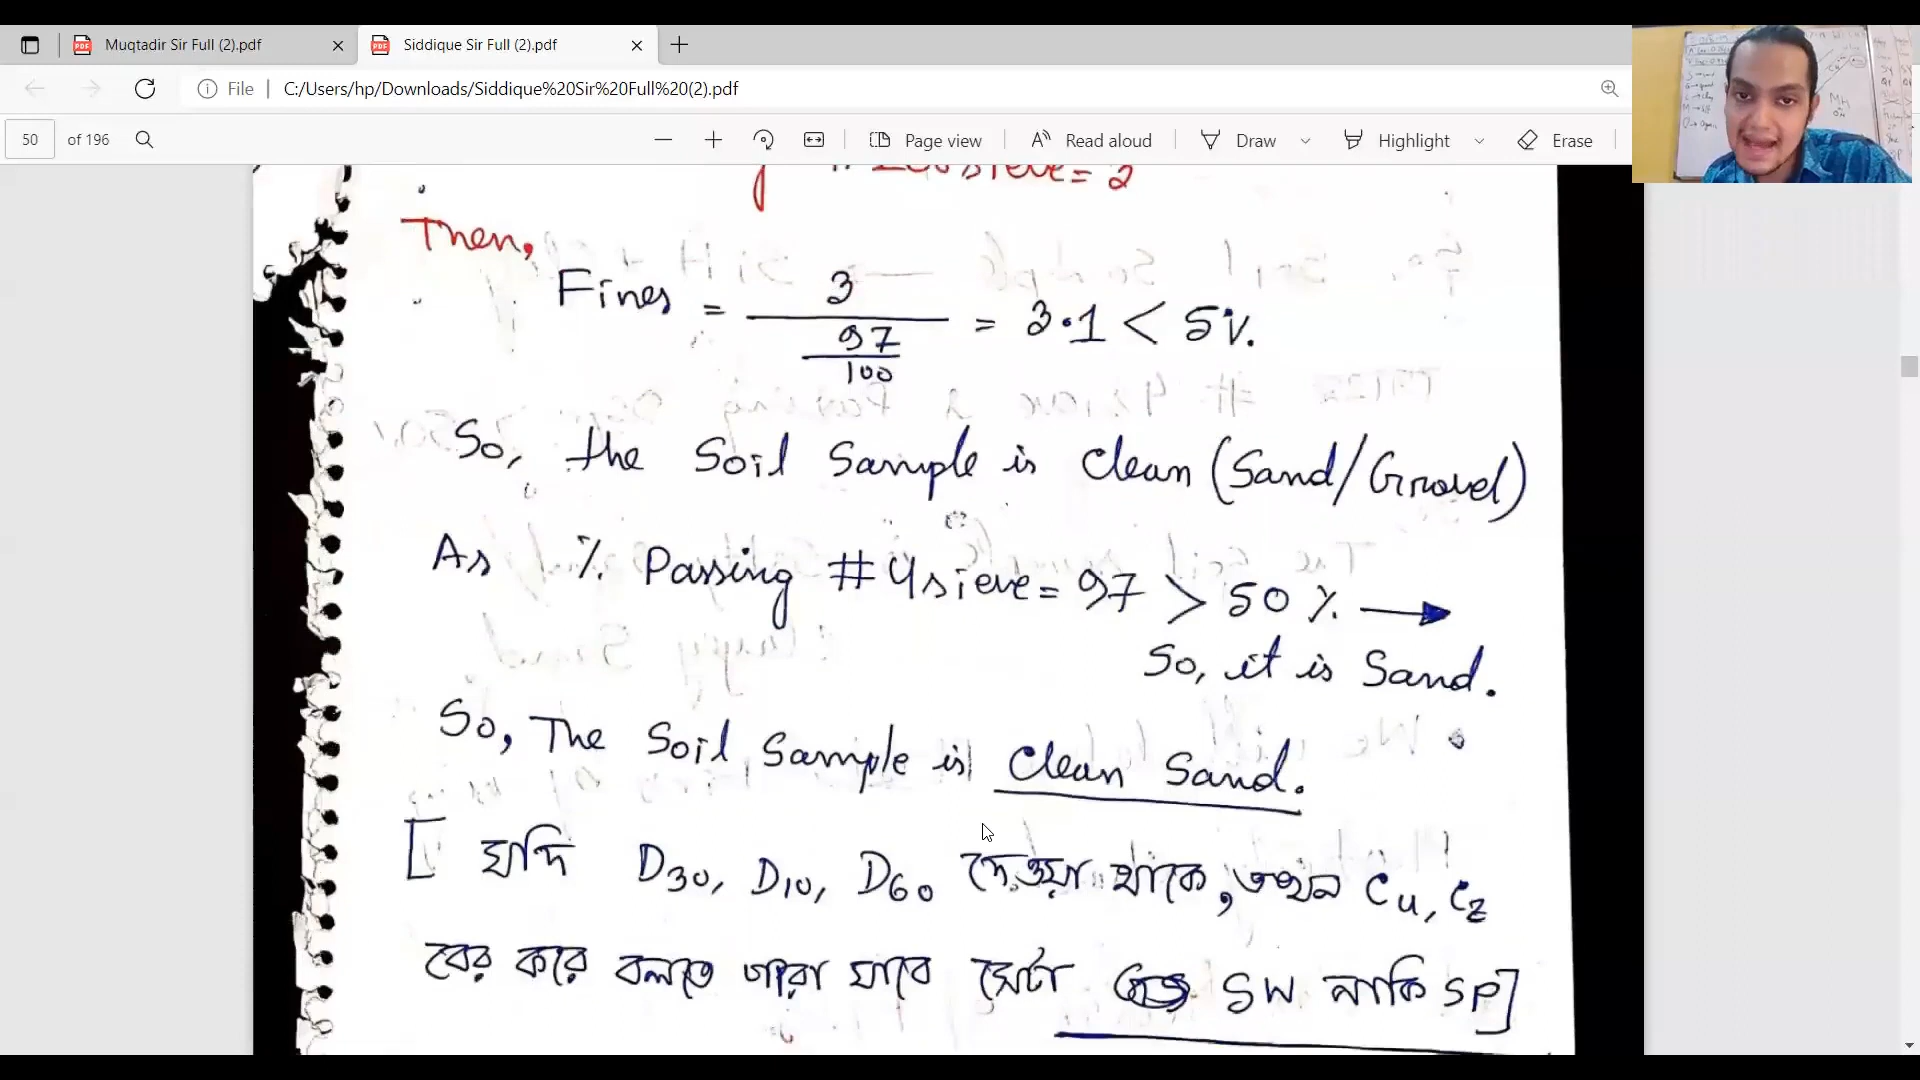 Muqtadir Sir Full (2).pdf
Siddique Sir Full (2).pdf
File
C:/Users/hp/Downloads/Siddique%20Sir%20Full%20(2).pdf
50 of 196
Page view
Read aloud
Draw
Highlight
Erase
sieve = 2
Then,
Fines = 3 / (97/100) = 3.1 < 5%.
So, the Soil Sample is Clean (Sand/Gravel)
As % Passing #4 sieve = 97 > 50% →
So, it is Sand.
So, The Soil Sample is Clean Sand.
[ যদি D30, D10, D60 দেওয়া থাকে, তখন Cu, Cz
বের করে বলতে পারা যাবে সেটা SW নাকি SP]